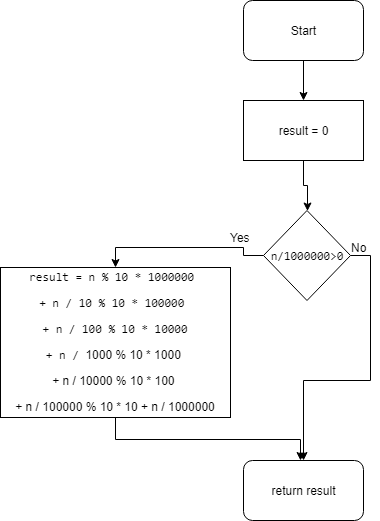 Start
result = 0
n/1000000>0
Yes
No
result = n % 10 * 1000000
+ n / 10 % 10 * 100000
+ n / 100 % 10 * 10000
+ n / 1000 % 10 * 1000
+ n / 10000 % 10 * 100
+ n / 100000 % 10 * 10 + n / 1000000
return result